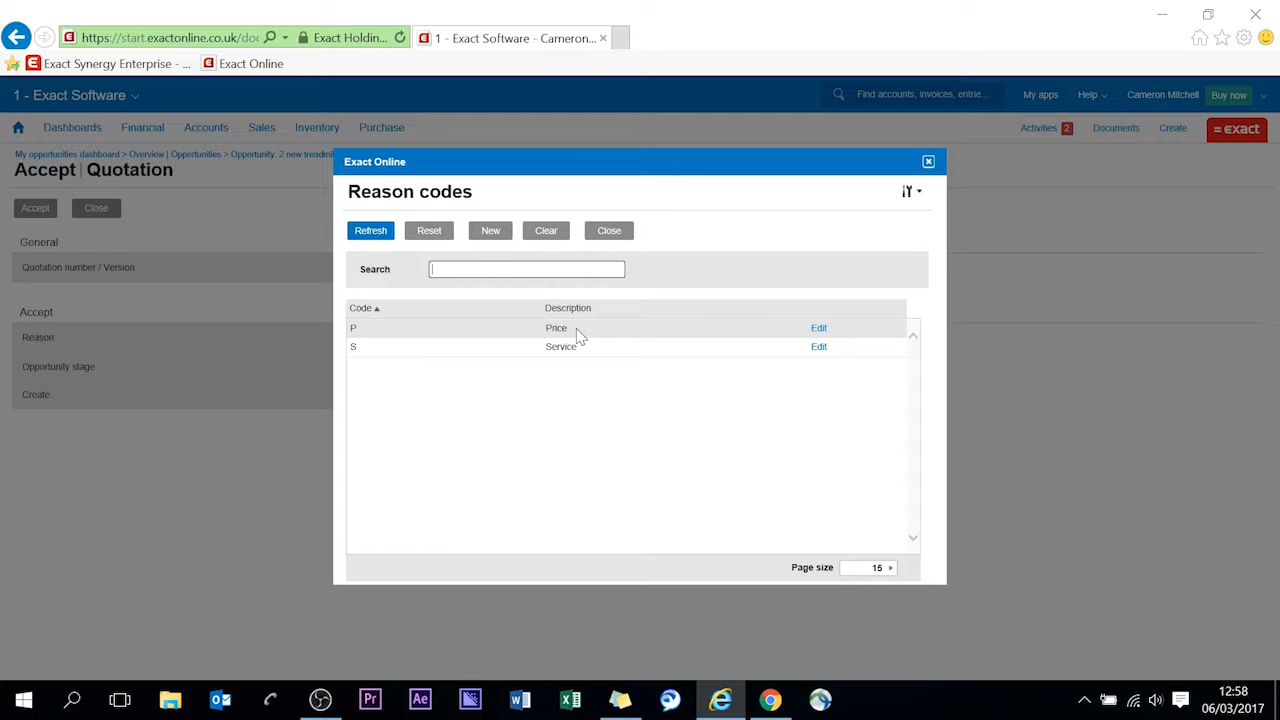 https://start.exactonline.co.uk/do
Exact Holdin...
1 - Exact Software - Cameron...
Exact Synergy Enterprise - ...
Exact Online
1 - Exact Software
Find accounts, invoices, entrie...
My apps
Help
Cameron Mitchell
Buy now
Dashboards
Financial
Accounts
Sales
Inventory
Purchase
Activities 2
Documents
Create
=exact
My opportunities dashboard > Overview | Opportunities > Opportunity: 2 new treadmi
Accept | Quotation
Accept
Close
General
Quotation number / Version
Accept
Reason
Opportunity stage
Create:
Exact Online
Reason codes
Refresh
Reset
New
Clear
Close
Search
Code
Description
P
Price
Edit
S
Service
Edit
Page size
15
12:58
06/03/2017